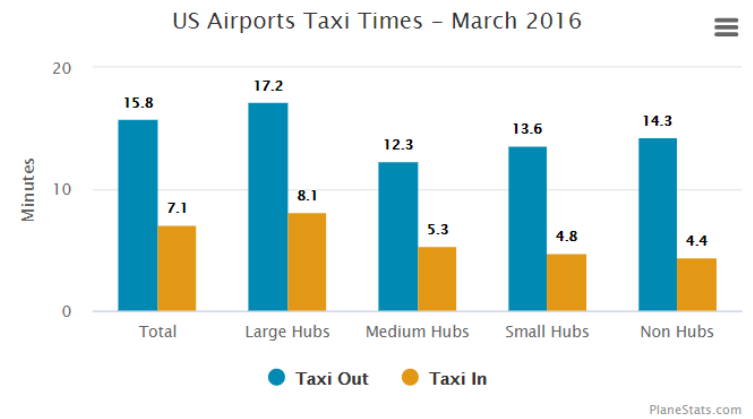 US Airports Taxi Times – March 2016
20
17.2
15.8
14.3
13.6
12.3
Minutes
10
8.1
7.1
5.3
4.8
4.4
0
Total Large Hubs Medium Hubs Small Hubs Non Hubs
Taxi Out Taxi In
PlaneStats.com